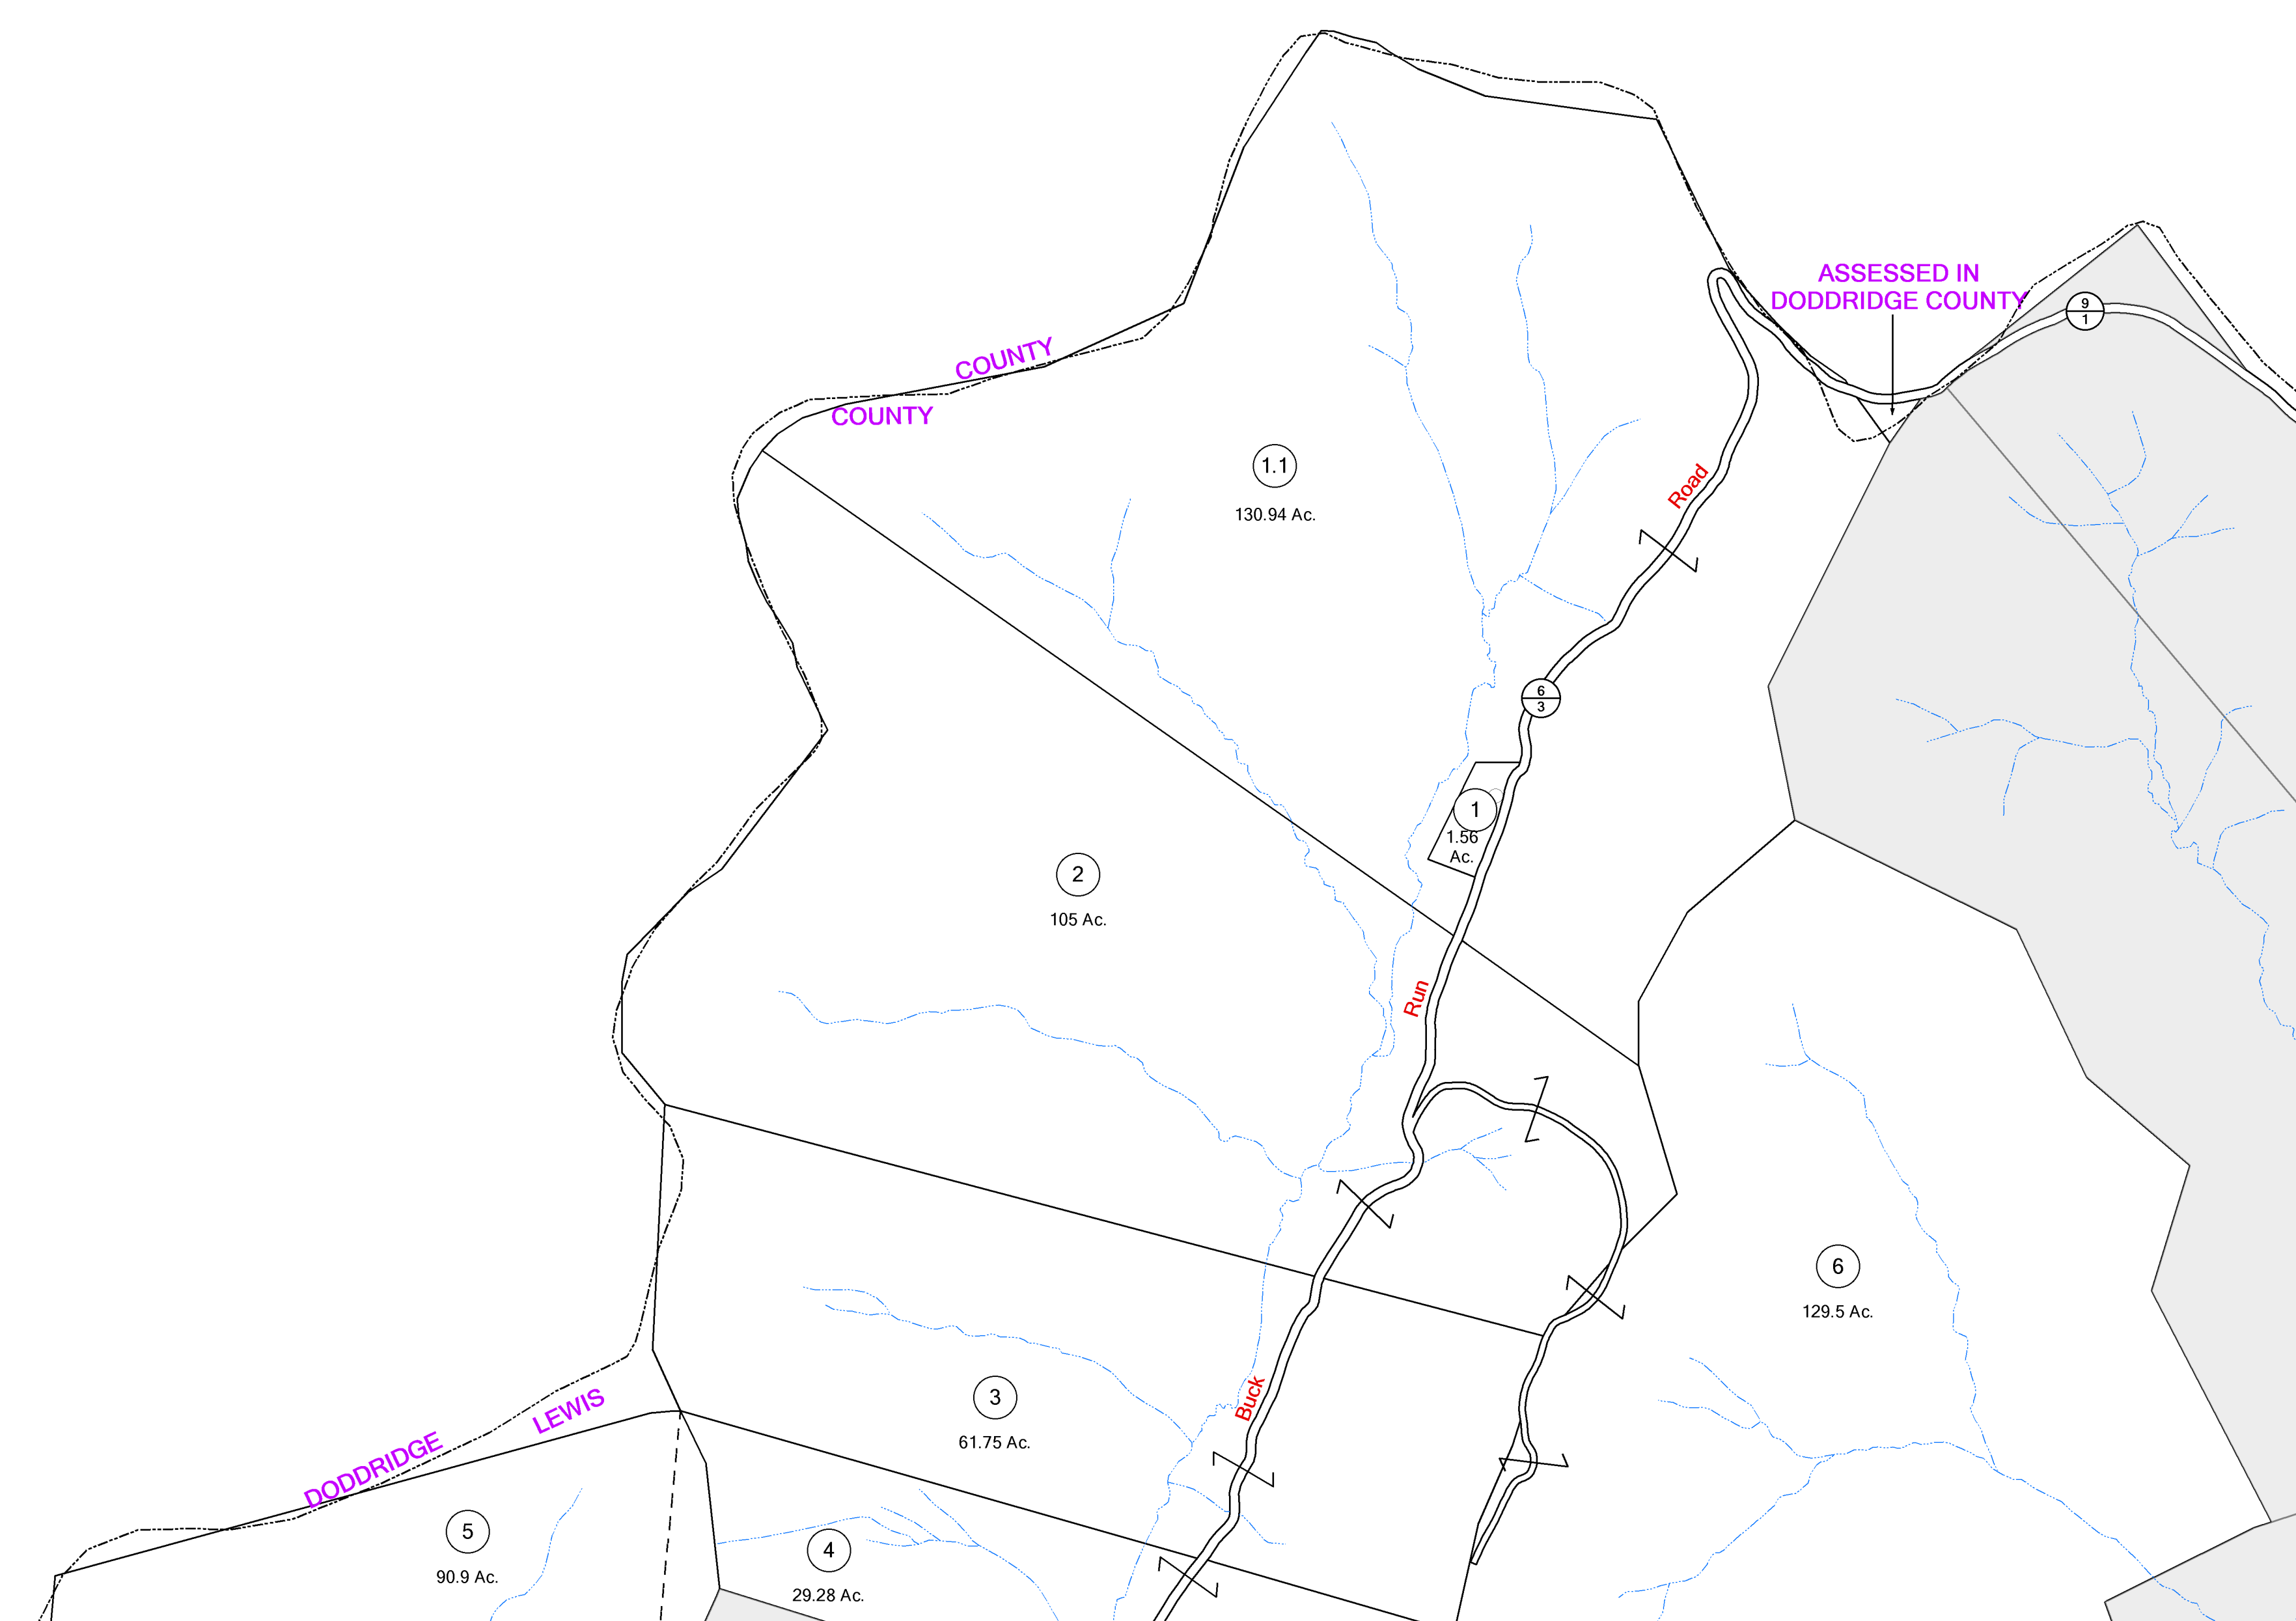 ASSESSED IN
DODDRIDGE COUNTY
9
1
COUNTY
COUNTY
1.1
130.94 Ac.
Road
6
3
1
1.56
Ac.
2
105 Ac.
Run
6
129.5 Ac.
3
61.75 Ac.
Buck
LEWIS
DODDRIDGE
5
90.9 Ac.
4
29.28 Ac.